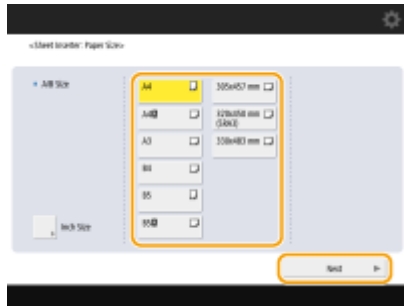 <Sheet Inserter: Paper Size>
A/B Size
A4
305x457 mm
A4R
320x450 mm
(SRA3)
A3
330x483 mm
B4
B5
B5R
Inch Size
Next